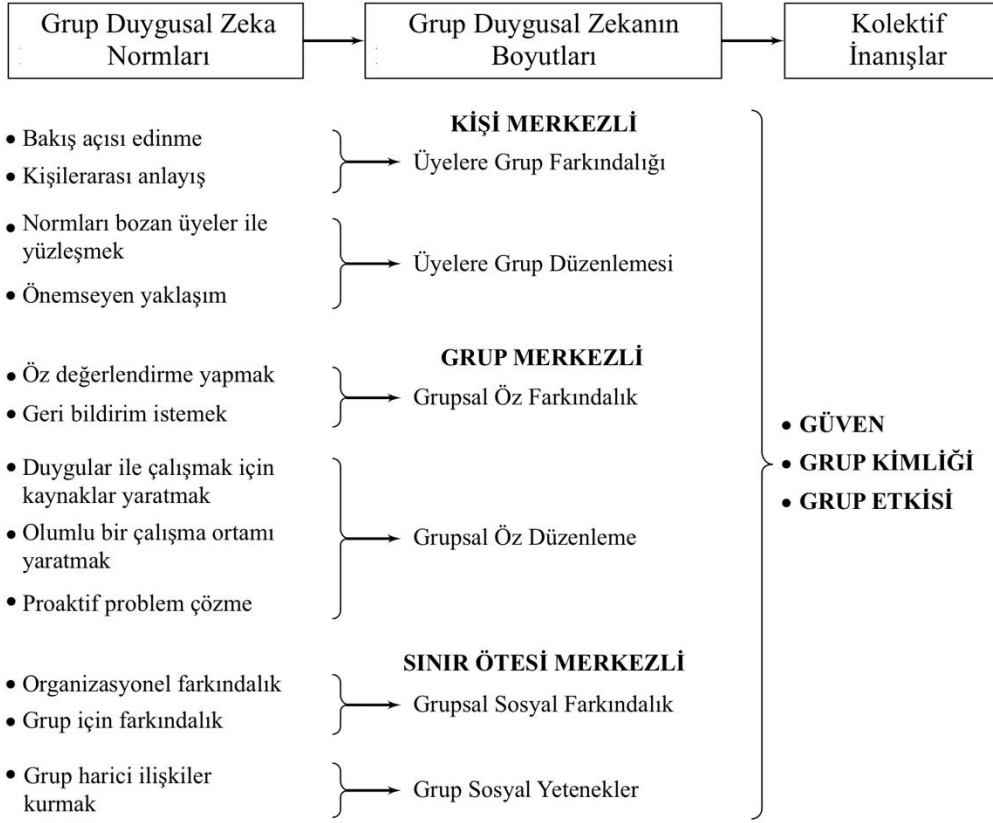 Grup Duygusal Zeka
Normları
Grup Duygusal Zekanın
Boyutları
Kolektif
İnanışlar
KİŞİ MERKEZLİ
• Bakış açısı edinme
• Kişilerarası anlayış
Üyelere Grup Farkındalığı
• Normları bozan üyeler ile
yüzleşmek
• Önemseyen yaklaşım
Üyelere Grup Düzenlemesi
GRUP MERKEZLİ
• Öz değerlendirme yapmak
• Geri bildirim istemek
Grupsal Öz Farkındalık
• Duygular ile çalışmak için
kaynaklar yaratmak
• Olumlu bir çalışma ortamı
yaratmak
• Proaktif problem çözme
Grupsal Öz Düzenleme
SINIR ÖTESİ MERKEZLİ
• Organizasyonel farkındalık
• Grup için farkındalık
Grupsal Sosyal Farkındalık
• Grup harici ilişkiler
kurmak
Grup Sosyal Yetenekler
• GÜVEN
• GRUP KİMLİĞİ
• GRUP ETKİSİ